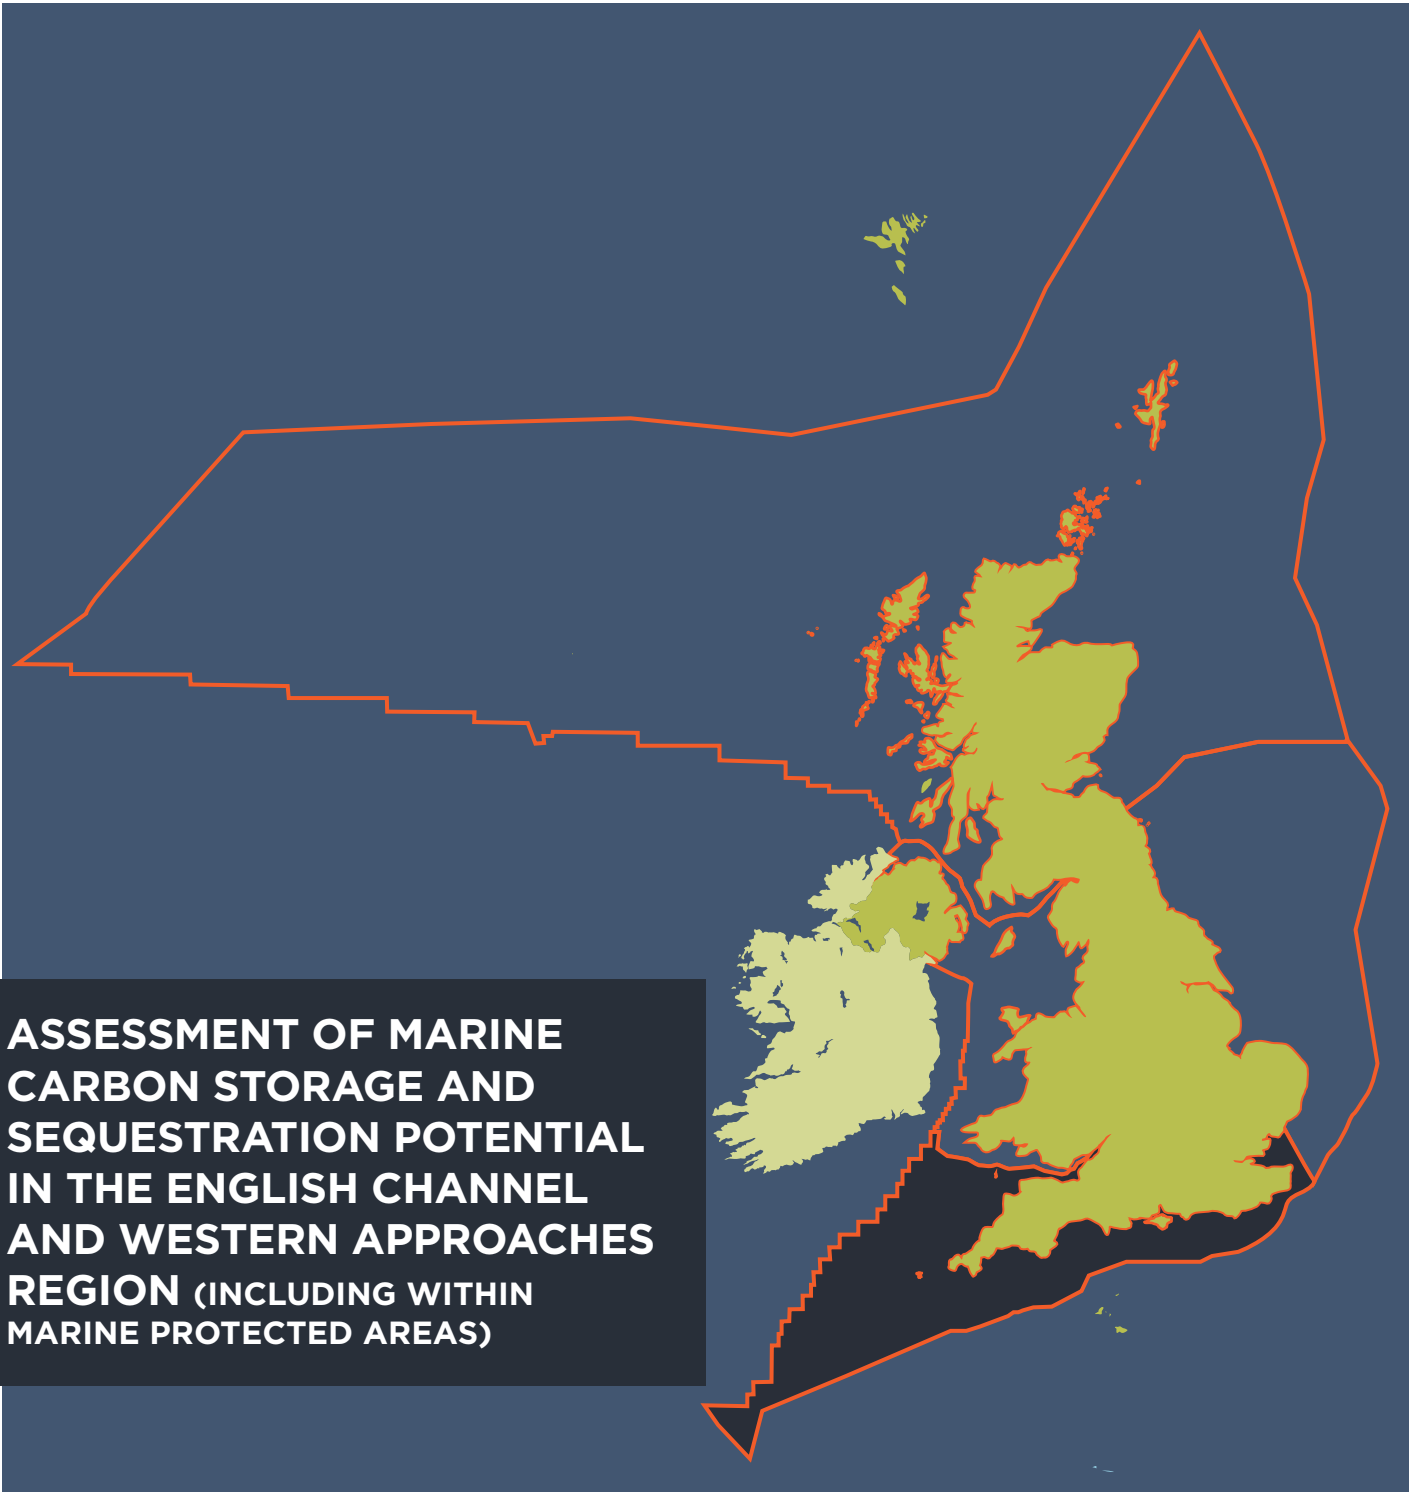 ASSESSMENT OF MARINE
CARBON STORAGE AND
SEQUESTRATION POTENTIAL
IN THE ENGLISH CHANNEL
AND WESTERN APPROACHES
REGION (INCLUDING WITHIN
MARINE PROTECTED AREAS)